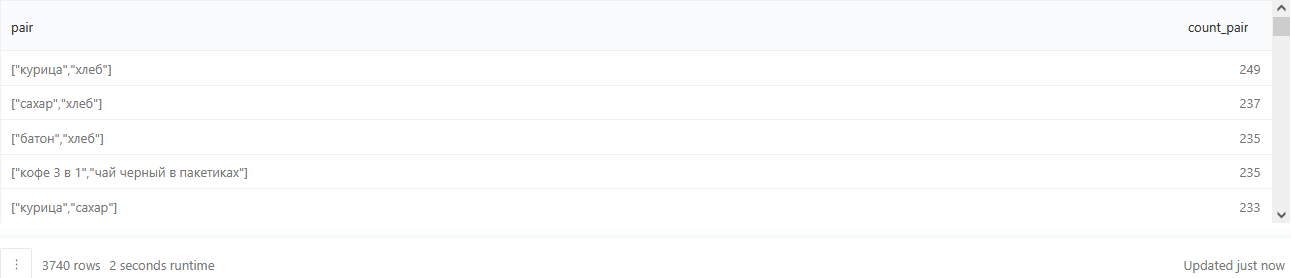 pair count_pair
["курица","хлеб"] 249
["сахар","хлеб"] 237
["батон","хлеб"] 235
["кофе 3 в 1","чай черный в пакетиках"] 235
["курица","сахар"] 233
3740 rows 2 seconds runtime Updated just now